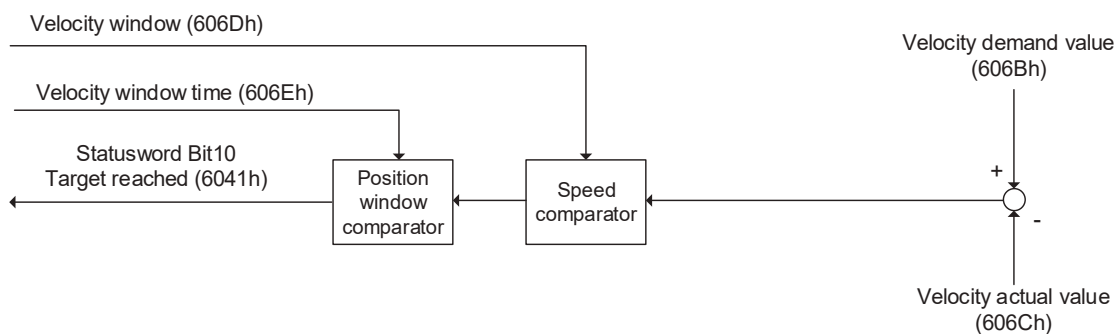 Velocity window (606Dh)
Velocity demand value
(606Bh)
Velocity window time (606Eh)
Statusword Bit10
Target reached (6041h)
Position
window
comparator
Speed
comparator
+
-
Velocity actual value
(606Ch)